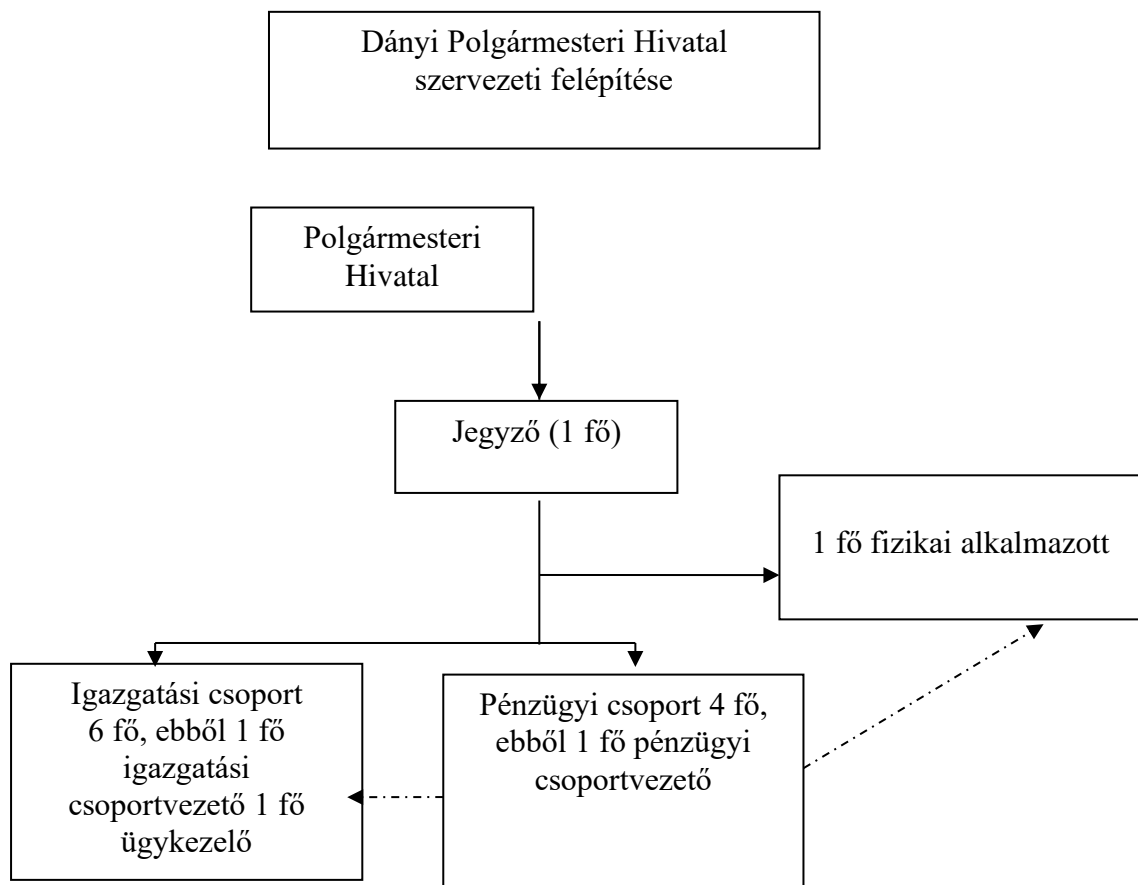 Dányi Polgármesteri Hivatal
szervezeti felépítése
Polgármesteri
Hivatal
Jegyző (1 fő)
1 fő fizikai alkalmazott
Igazgatási csoport
6 fő, ebből 1 fő
igazgatási
csoportvezető 1 fő
ügykezelő
Pénzügyi csoport 4 fő,
ebből 1 fő pénzügyi
csoportvezető